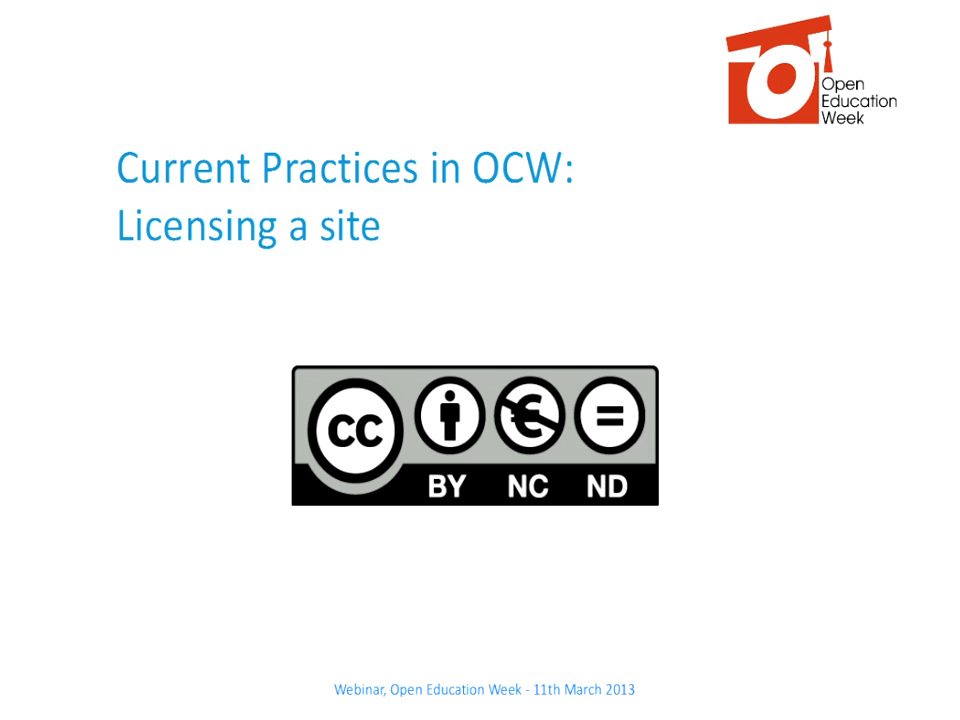 Open
Education
Week
Current Practices in OCW:
Licensing a site
cc
BY NC ND
Webinar, Open Education Week - 11th March 2013